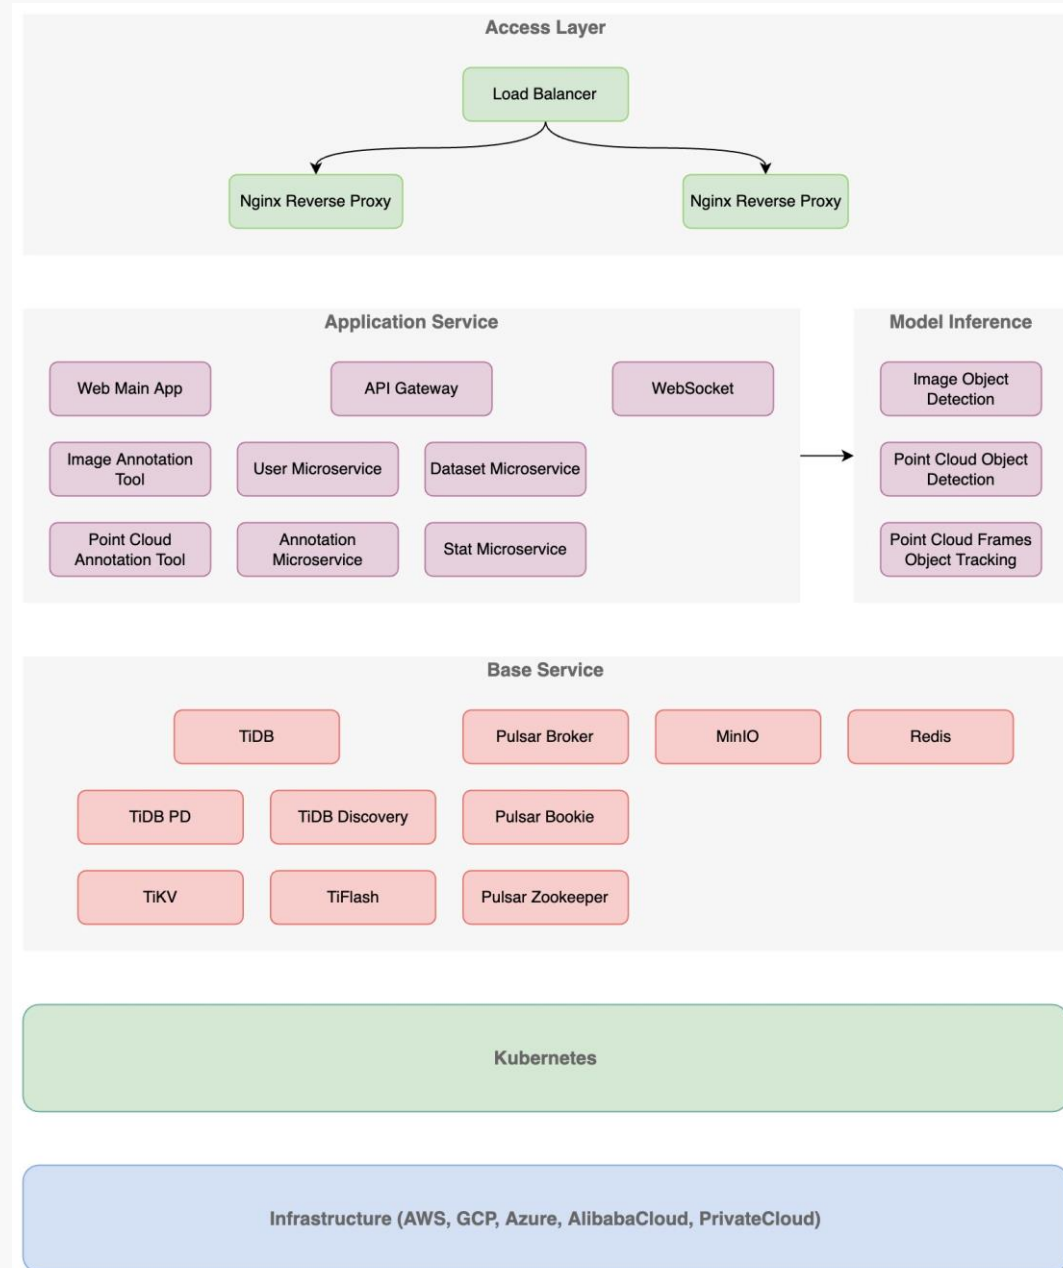 Access Layer
Load Balancer
Nginx Reverse Proxy
Nginx Reverse Proxy
Application Service
Web Main App
API Gateway
WebSocket
Image Annotation
Tool
User Microservice
Dataset Microservice
Point Cloud
Annotation Tool
Annotation
Microservice
Stat Microservice
Model Inference
Image Object
Detection
Point Cloud Object
Detection
Point Cloud Frames
Object Tracking
Base Service
TiDB
Pulsar Broker
MinIO
Redis
TiDB PD
TiDB Discovery
Pulsar Bookie
TiKV
TiFlash
Pulsar Zookeeper
Kubernetes
Infrastructure (AWS, GCP, Azure, AlibabaCloud, PrivateCloud)